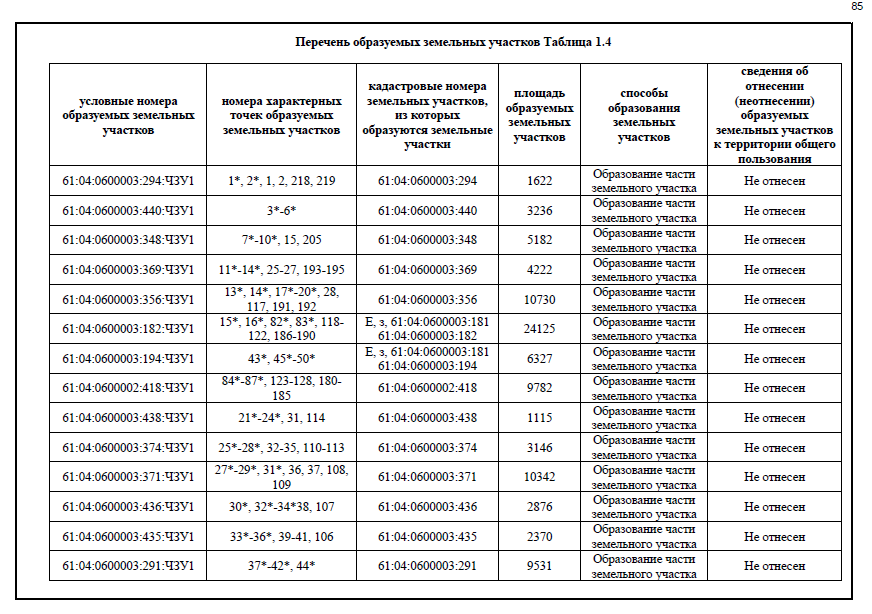 85
Перечень образуемых земельных участков Таблица 1.4
условные номера
образуемых земельных
участков
номера характерных
точек образуемых
земельных участков
кадастровые номера
земельных участков,
из которых
образуются земельные
участки
площадь
образуемых
земельных
участков
способы
образования
земельных
участков
сведения об
отнесении
(неотнесении)
образуемых
земельных участков
к территории общего
пользования
61:04:0600003:294:ЧЗУ1
1*, 2*, 1, 2, 218, 219
61:04:0600003:294
1622
Образование части
земельного участка
Не отнесен
61:04:0600003:440:ЧЗУ1
3*-6*
61:04:0600003:440
3236
Образование части
земельного участка
Не отнесен
61:04:0600003:348:ЧЗУ1
7*-10*, 15, 205
61:04:0600003:348
5182
Образование части
земельного участка
Не отнесен
61:04:0600003:369:ЧЗУ1
11*-14*, 25-27, 193-195
61:04:0600003:369
4222
Образование части
земельного участка
Не отнесен
61:04:0600003:356:ЧЗУ1
13*, 14*, 17*-20*, 28,
117, 191, 192
61:04:0600003:356
10730
Образование части
земельного участка
Не отнесен
61:04:0600003:182:ЧЗУ1
15*, 16*, 82*, 83*, 118-
122, 186-190
Е, з, 61:04:0600003:181
61:04:0600003:182
24125
Образование части
земельного участка
Не отнесен
61:04:0600003:194:ЧЗУ1
43*, 45*-50*
Е, з, 61:04:0600003:181
61:04:0600003:194
6327
Образование части
земельного участка
Не отнесен
61:04:0600002:418:ЧЗУ1
84*-87*, 123-128, 180-
185
61:04:0600002:418
9782
Образование части
земельного участка
Не отнесен
61:04:0600003:438:ЧЗУ1
21*-24*, 31, 114
61:04:0600003:438
1115
Образование части
земельного участка
Не отнесен
61:04:0600003:374:ЧЗУ1
25*-28*, 32-35, 110-113
61:04:0600003:374
3146
Образование части
земельного участка
Не отнесен
61:04:0600003:371:ЧЗУ1
27*-29*, 31*, 36, 37, 108,
109
61:04:0600003:371
10342
Образование части
земельного участка
Не отнесен
61:04:0600003:436:ЧЗУ1
30*, 32*-34*38, 107
61:04:0600003:436
2876
Образование части
земельного участка
Не отнесен
61:04:0600003:435:ЧЗУ1
33*-36*, 39-41, 106
61:04:0600003:435
2370
Образование части
земельного участка
Не отнесен
61:04:0600003:291:ЧЗУ1
37*-42*, 44*
61:04:0600003:291
9531
Образование части
земельного участка
Не отнесен